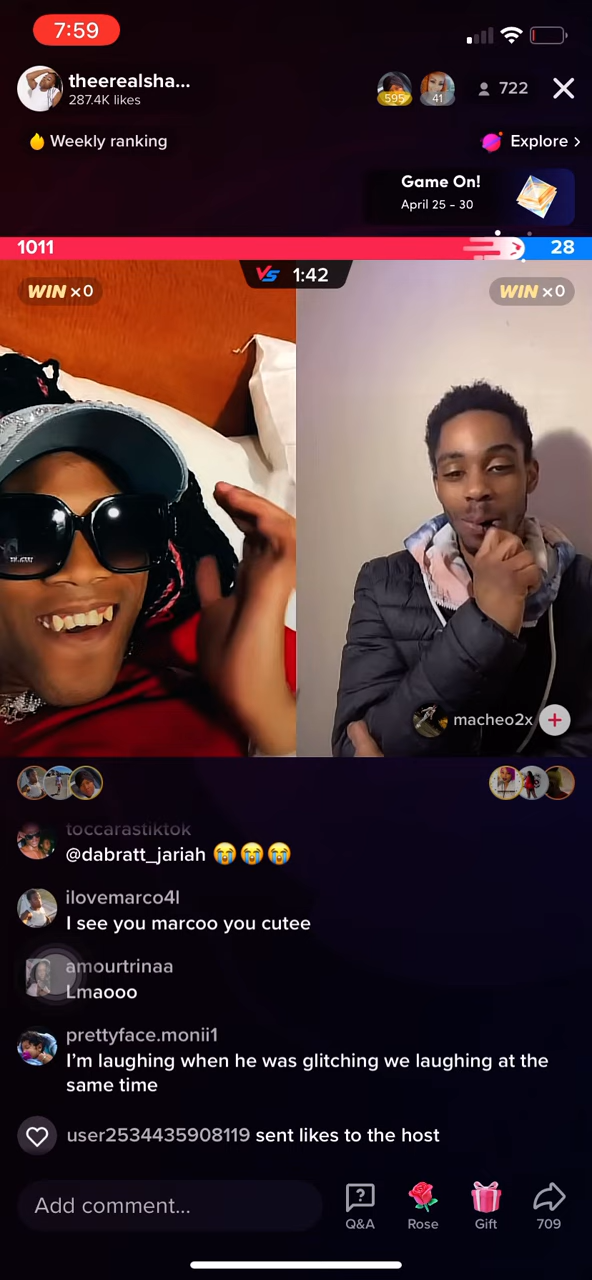 7:59
theerealsha...
287.4K likes
595
41
722
Weekly ranking
Explore >
Game On!
April 25 - 30
1011
28
VS 1:42
WIN x0
WIN x0
macheo2x
toccarastiktok
@dabratt_jariah 😭😭😭
ilovemarco4l
I see you marcoo you cutee
amourtrinaa
Lmaooo
prettyface.monii1
I'm laughing when he was glitching we laughing at the
same time
user2534435908119 sent likes to the host
Add comment...
Q&A
Rose
Gift
709